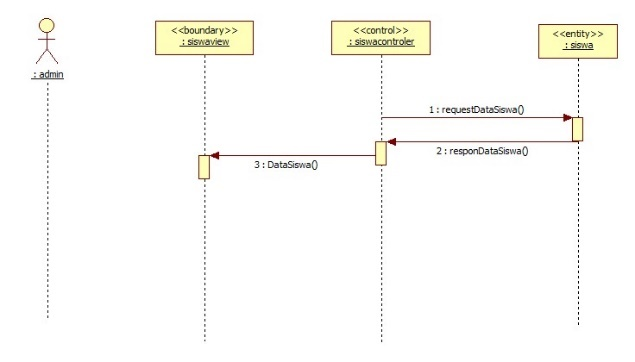 <<boundary>>
: siswaview
<<control>>
: siswacontroler
<<entity>>
: siswa
: admin
1 : requestDataSiswa()
2 : responDataSiswa()
3 : DataSiswa()